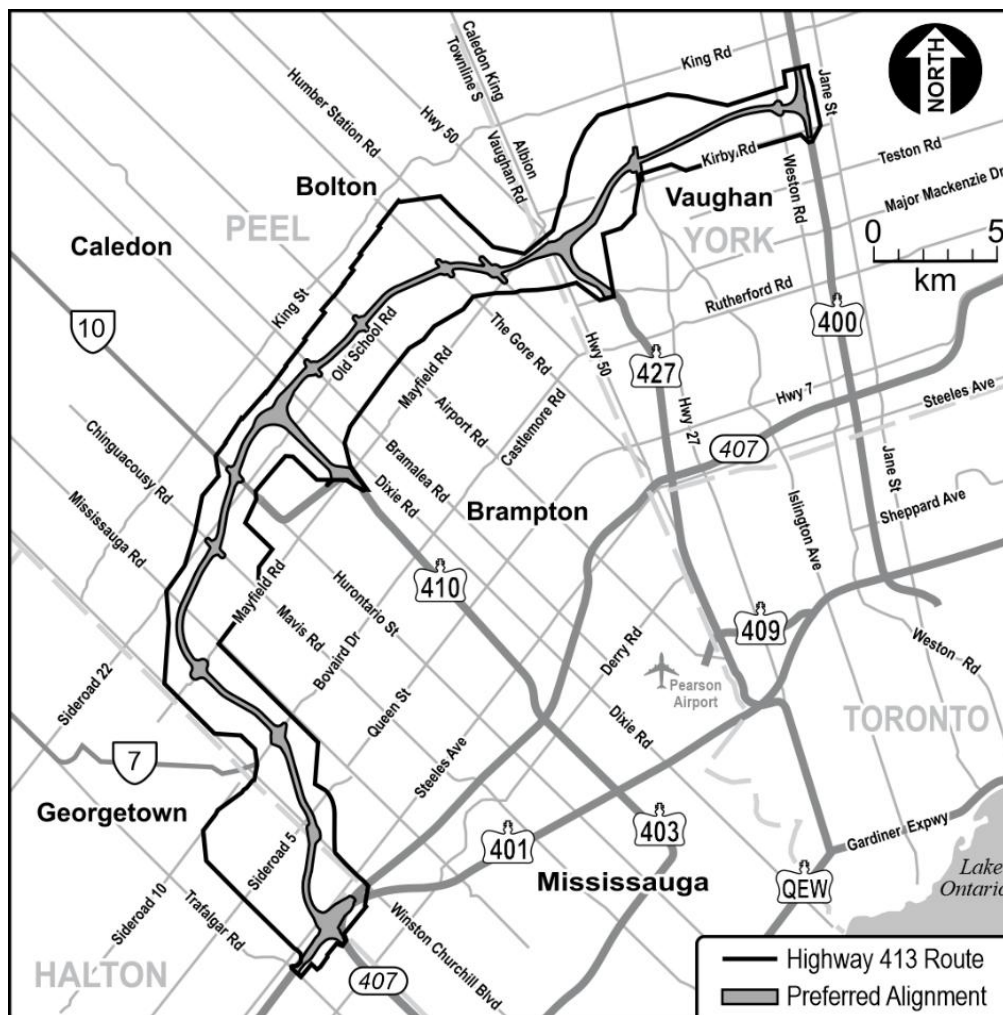 Caledon King
Townline S
King Rd
Jane St
NORTH
Humber Station Rd
Hwy 50
Albion
Vaughan Rd
Kirby Rd
Weston Rd
Teston Rd
Major Mackenzie Dr
Bolton
Vaughan
PEEL
YORK
Caledon
0 5
km
King St
Rutherford Rd
10
Old School Rd
The Gore Rd
400
Mayfield Rd
Hwy 50
427
Airport Rd
Castlemore Rd
Hwy 27
Hwy 7
Steeles Ave
Chinguacousy Rd
Bramalea Rd
407
Mississauga Rd
Dixie Rd
Brampton
Jane St
Islington Ave
Sheppard Ave
Mayfield Rd
Hurontario St
410
Mavis Rd
409
Bovaird Dr
Derry Rd
Weston Rd
Sideroad 22
Pearson
Airport
Queen St
Dixie Rd
TORONTO
7
Steeles Ave
Georgetown
403
401
Gardiner Expwy
Sideroad 5
Lake
Ontario
Mississauga
QEW
Sideroad 10
Trafalgar Rd
Winston Churchill Blvd
HALTON
407
Highway 413 Route
Preferred Alignment